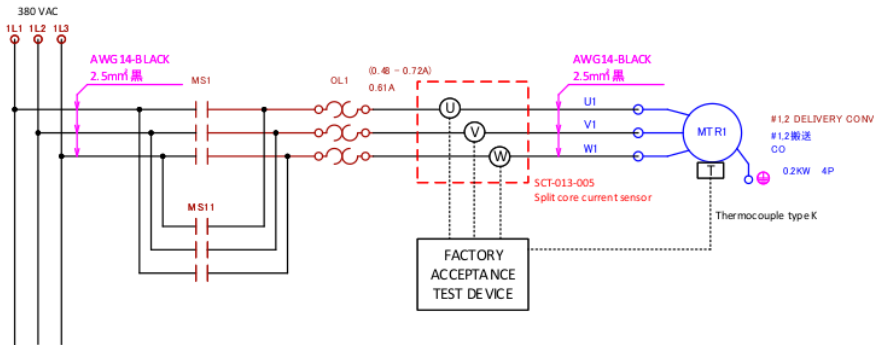 380 VAC
1L1 1L2 1L3
AWG14-BLACK
2.5m㎡ 黒
MS1
OL1
(0.48 – 0.72A)
0.61A
AWG14-BLACK
2.5m㎡ 黒
U
V
W
U1
V1
W1
MTR1
T
#1,2 DELIVERY CONV
#1,2搬送
CO
0.2KW 4P
SCT-013-005
Split core current sensor
MS11
Thermocouple type K
FACTORY
ACCEPTANCE
TEST DEVICE